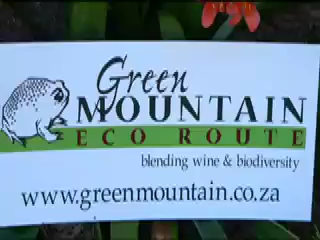 Green
MOUNTAIN
ECO ROUTE
blending wine & biodiversity
www.greenmountain.co.za